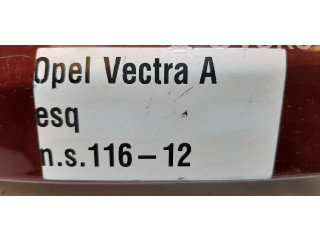 Opel Vectra A
esq
n.s.116-12